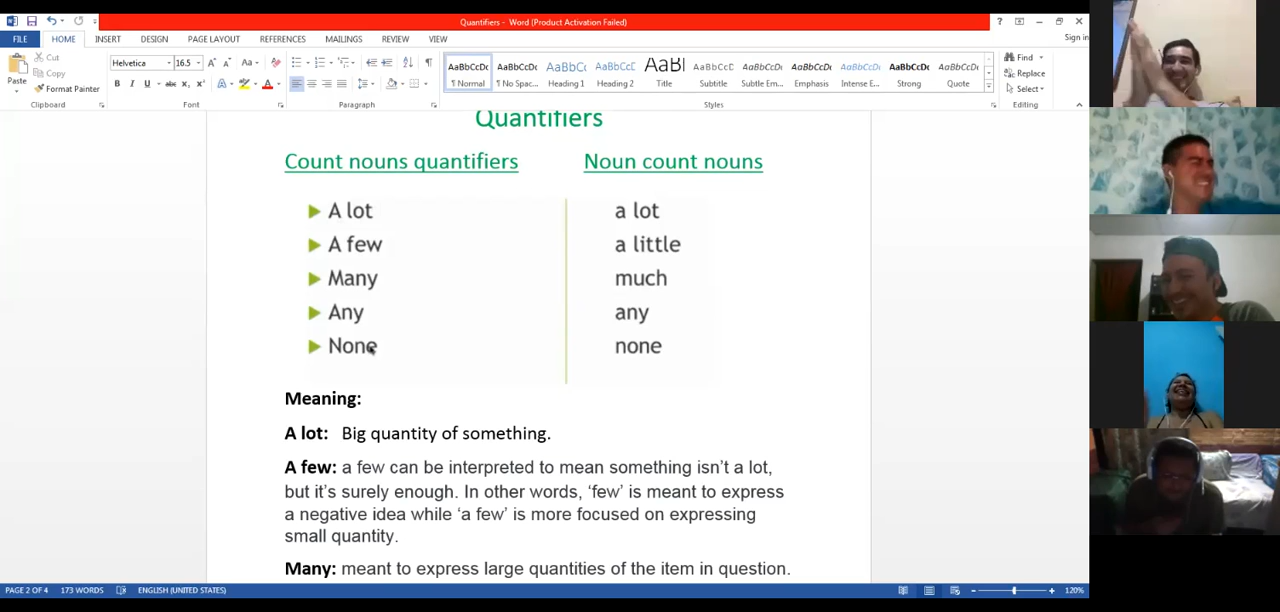 Quantifiers - Word (Product Activation Failed)
FILE HOME INSERT DESIGN PAGE LAYOUT REFERENCES MAILINGS REVIEW VIEW Sign in
Cut
Copy
Format Painter
Paste
Helvetica 16.5
AaBbCcDc AaBbCcDc AaBbCc AaBbCcC AaBl AaBbCcC AaBbCcDc AaBbCcDc AaBbCcDc AaBbCcDc AaBbCcDc
¶ Normal ¶ No Spac... Heading 1 Heading 2 Title Subtitle Subtle Em... Emphasis Intense E... Strong Quote
Find
Replace
Select
Clipboard Font Paragraph Styles Editing
Quantifiers
Count nouns quantifiers Noun count nouns
A lot a lot
A few a little
Many much
Any any
None none
Meaning:
A lot: Big quantity of something.
A few: a few can be interpreted to mean something isn't a lot,
but it's surely enough. In other words, 'few' is meant to express
a negative idea while 'a few' is more focused on expressing
small quantity.
Many: meant to express large quantities of the item in question.
PAGE 2 OF 4 173 WORDS ENGLISH (UNITED STATES) 120%